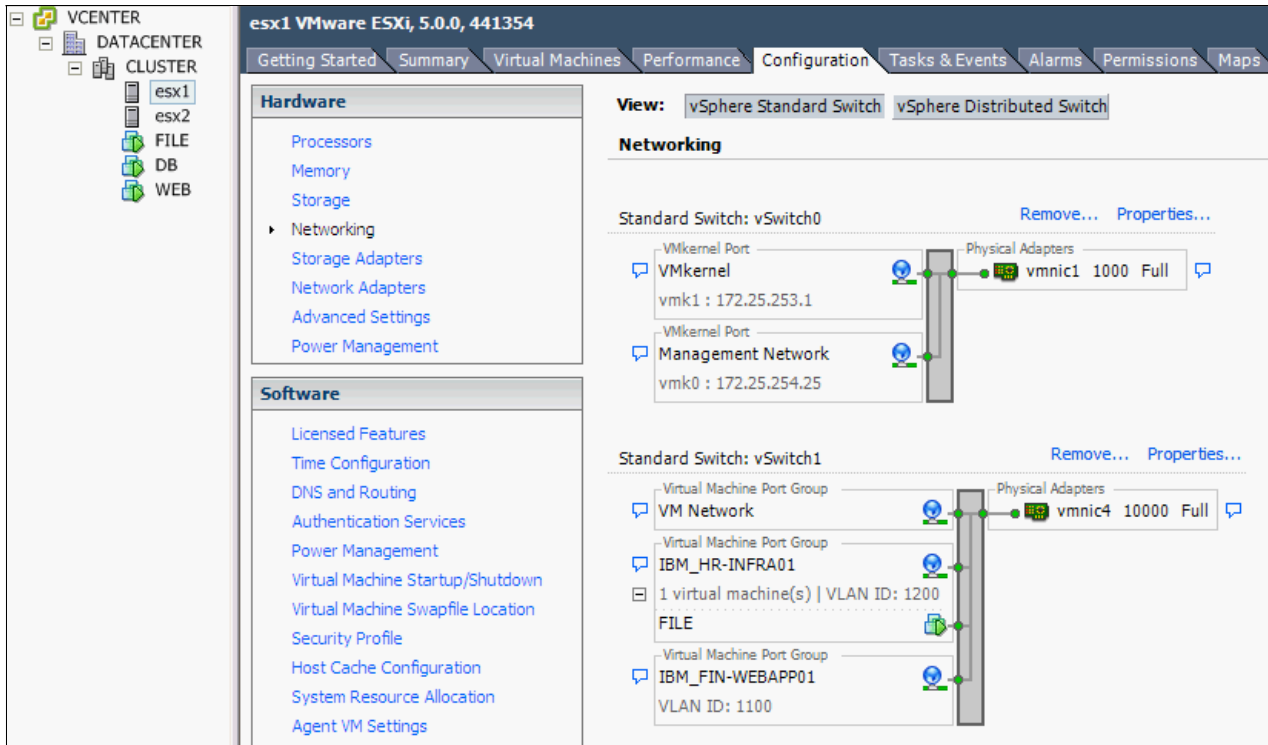 VCENTER
DATACENTER
CLUSTER
esx1
esx2
FILE
DB
WEB
esx1 VMware ESXi, 5.0.0, 441354
Getting Started Summary Virtual Machines Performance Configuration Tasks & Events Alarms Permissions Maps
Hardware
Processors
Memory
Storage
Networking
Storage Adapters
Network Adapters
Advanced Settings
Power Management
Software
Licensed Features
Time Configuration
DNS and Routing
Authentication Services
Power Management
Virtual Machine Startup/Shutdown
Virtual Machine Swapfile Location
Security Profile
Host Cache Configuration
System Resource Allocation
Agent VM Settings
View: vSphere Standard Switch vSphere Distributed Switch
Networking
Standard Switch: vSwitch0 Remove... Properties...
VMkernel Port Physical Adapters
VMkernel vmnic1 1000 Full
vmk1 : 172.25.253.1
VMkernel Port
Management Network
vmk0 : 172.25.254.25
Standard Switch: vSwitch1 Remove... Properties...
Virtual Machine Port Group Physical Adapters
VM Network vmnic4 10000 Full
Virtual Machine Port Group
IBM_HR-INFRA01
1 virtual machine(s) | VLAN ID: 1200
FILE
Virtual Machine Port Group
IBM_FIN-WEBAPP01
VLAN ID: 1100